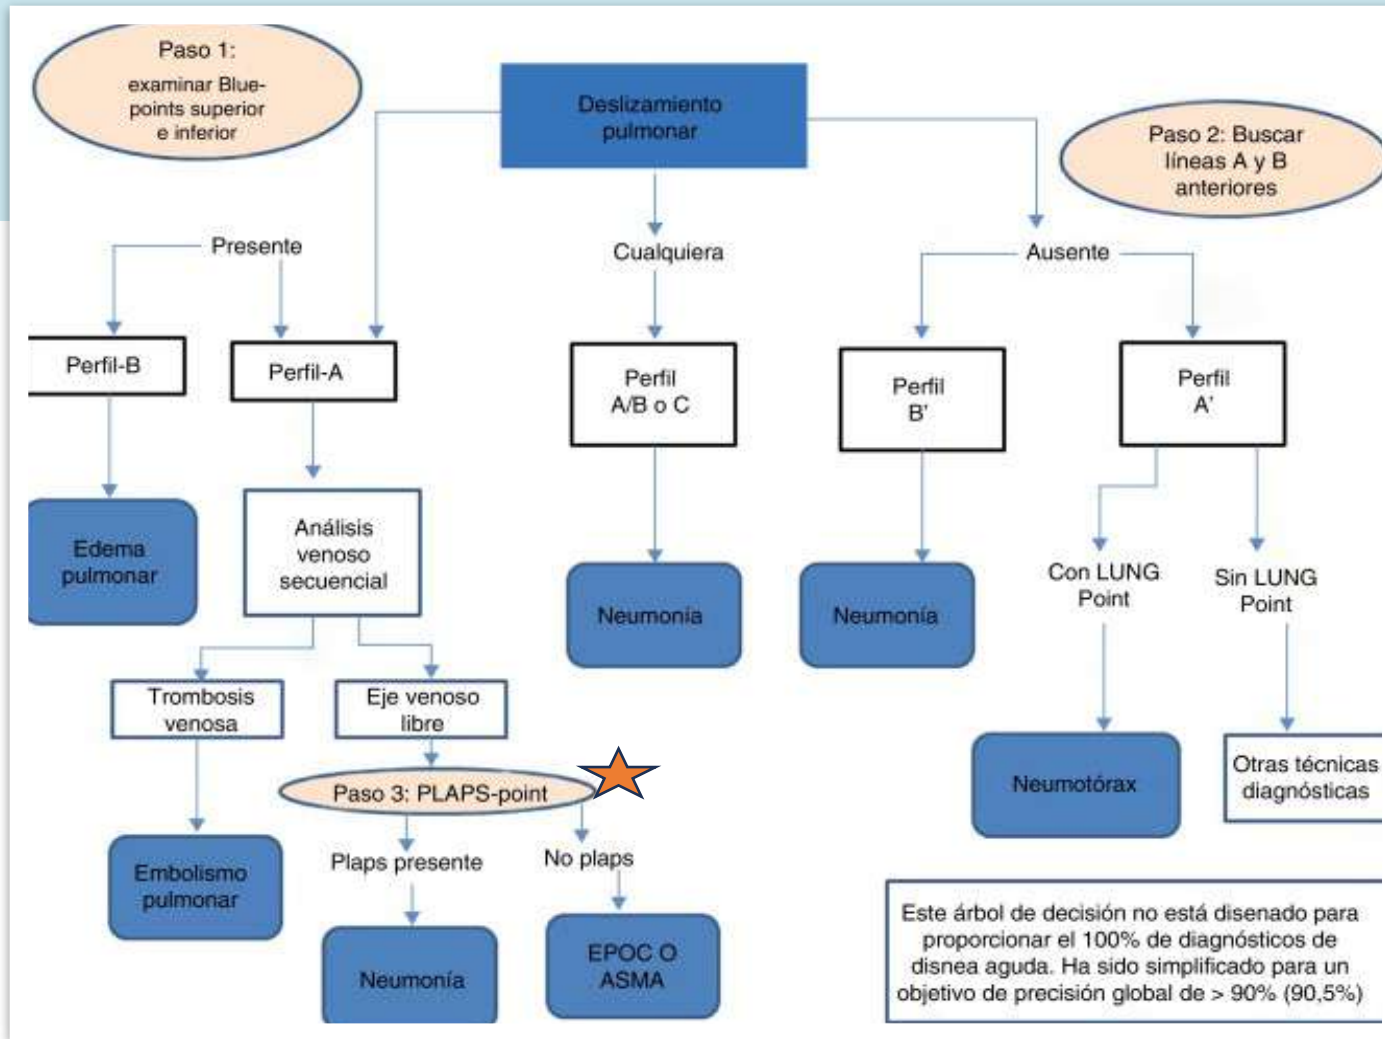 Paso 1:
examinar Blue-
points superior
e inferior
Deslizamiento
pulmonar
Paso 2: Buscar
líneas A y B
anteriores
Presente
Cualquiera
Ausente
Perfil-B
Perfil-A
Perfil
A/B o C
Perfil
B'
Perfil
A'
Edema
pulmonar
Análisis
venoso
secuencial
Neumonía
Neumonía
Con LUNG
Point
Sin LUNG
Point
Trombosis
venosa
Eje venoso
libre
Paso 3: PLAPS-point
Neumotórax
Otras técnicas
diagnósticas
Plaps presente
No plaps
Embolismo
pulmonar
Neumonía
EPOC O
ASMA
Este árbol de decisión no está disenado para
proporcionar el 100% de diagnósticos de
disnea aguda. Ha sido simplificado para un
objetivo de precisión global de > 90% (90,5%)